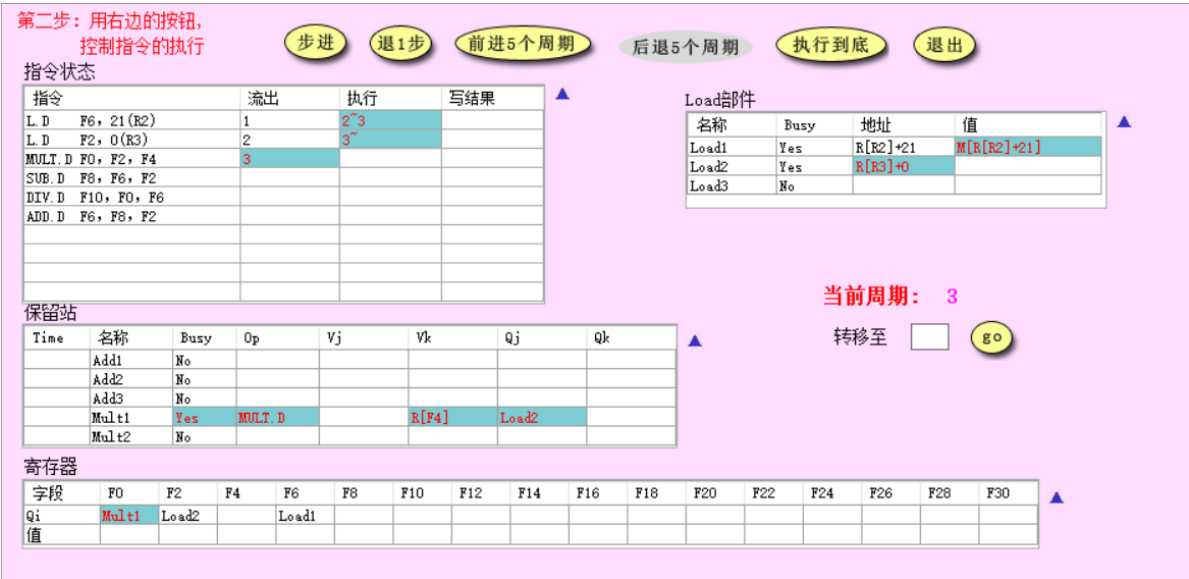 第二步：用右边的按钮，
控制指令的执行
步进 退1步 前进5个周期 后退5个周期 执行到底 退出
指令状态
指令 流出 执行 写结果
L.D F6，21(R2) 1 2~3
L.D F2，0(R3) 2 3~
MULT.D F0，F2，F4 3
SUB.D F8，F6，F2
DIV.D F10，F0，F6
ADD.D F6，F8，F2
Load部件
名称 Busy 地址 值
Load1 Yes R[R2]+21 M[R[R2]+21]
Load2 Yes R[R3]+0
Load3 No
当前周期： 3
转移至 go
保留站
Time 名称 Busy Op Vj Vk Qj Qk
Add1 No
Add2 No
Add3 No
Mult1 Yes MULT.D R[F4] Load2
Mult2 No
寄存器
字段 F0 F2 F4 F6 F8 F10 F12 F14 F16 F18 F20 F22 F24 F26 F28 F30
Qi Mult1 Load2 Load1
值